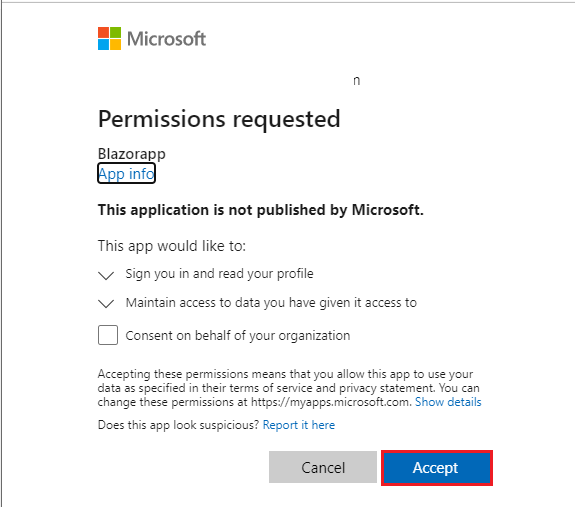 Microsoft
n
Permissions requested
Blazorapp
App info
This application is not published by Microsoft.
This app would like to:
Sign you in and read your profile
Maintain access to data you have given it access to
Consent on behalf of your organization
Accepting these permissions means that you allow this app to use your
data as specified in their terms of service and privacy statement. You can
change these permissions at https://myapps.microsoft.com. Show details
Does this app look suspicious? Report it here
Cancel Accept